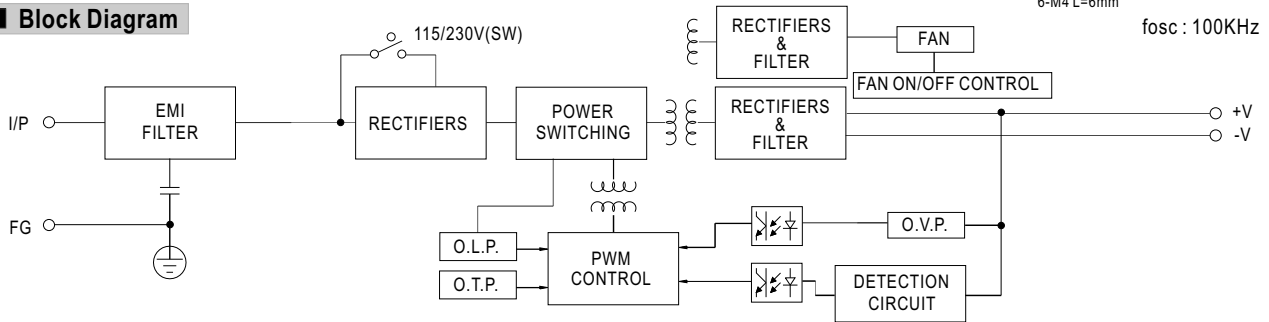 6-M4 L=6mm
Block Diagram
fosc : 100KHz
115/230V(SW)
RECTIFIERS
&
FILTER
FAN
FAN ON/OFF CONTROL
I/P
EMI
FILTER
RECTIFIERS
POWER
SWITCHING
RECTIFIERS
&
FILTER
+V
-V
FG
O.L.P.
O.T.P.
PWM
CONTROL
O.V.P.
DETECTION
CIRCUIT